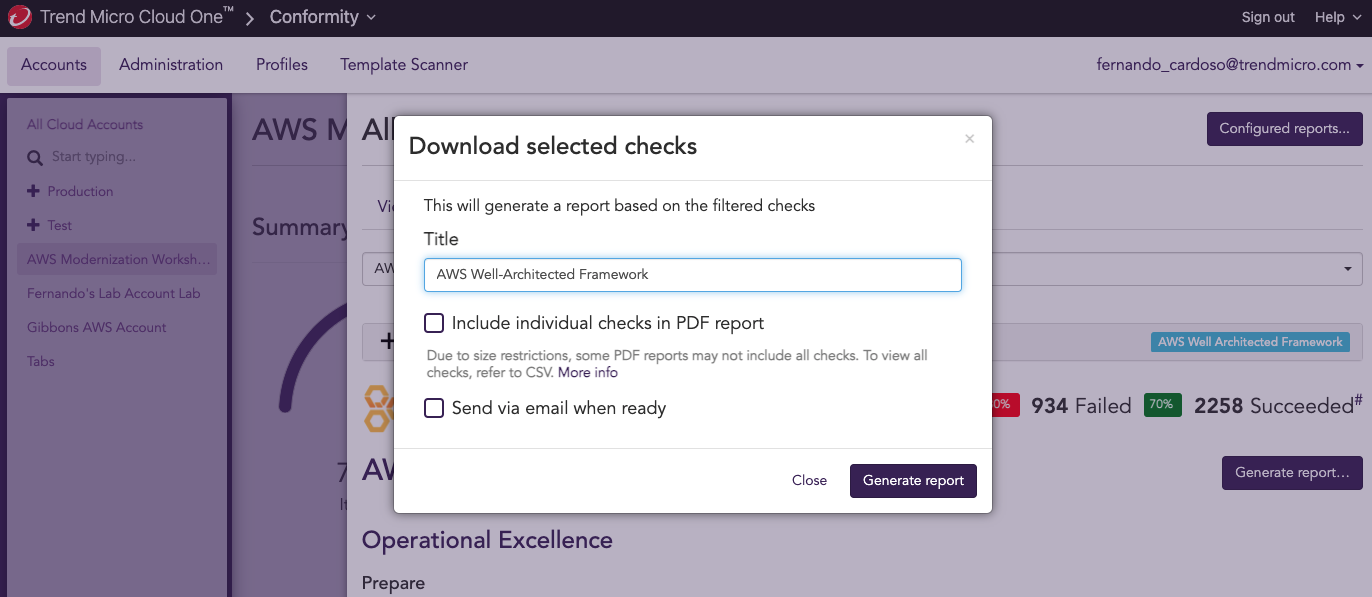 Trend Micro Cloud One™ > Conformity
Sign out Help
Accounts Administration Profiles Template Scanner
fernando_cardoso@trendmicro.com
All Cloud Accounts
Start typing...
+ Production
+ Test
AWS Modernization Worksh...
Fernando's Lab Account Lab
Gibbons AWS Account
Tabs
AWS M
Summary
All
Configured reports...
Download selected checks
×
This will generate a report based on the filtered checks
Title
AWS Well-Architected Framework
Include individual checks in PDF report
Due to size restrictions, some PDF reports may not include all checks. To view all
checks, refer to CSV. More info
Send via email when ready
Close Generate report
+
AWS Well Architected Framework
0% 934 Failed 70% 2258 Succeeded#
Generate report...
Operational Excellence
Prepare